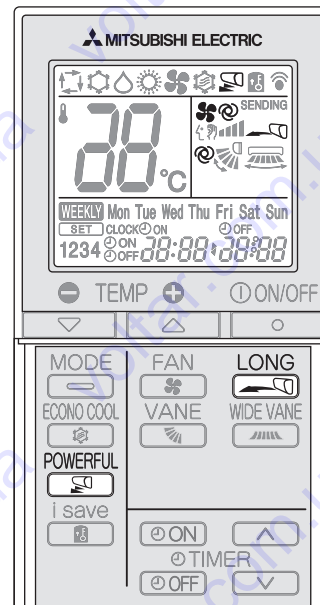 MITSUBISHI ELECTRIC
SENDING
88°C
WEEKLY Mon Tue Wed Thu Fri Sat Sun
SET CLOCK ON OFF
1234 ON OFF 88:88 88:88
TEMP ON/OFF
MODE FAN LONG
ECONO COOL VANE WIDE VANE
POWERFUL
i save
ON
TIMER
OFF